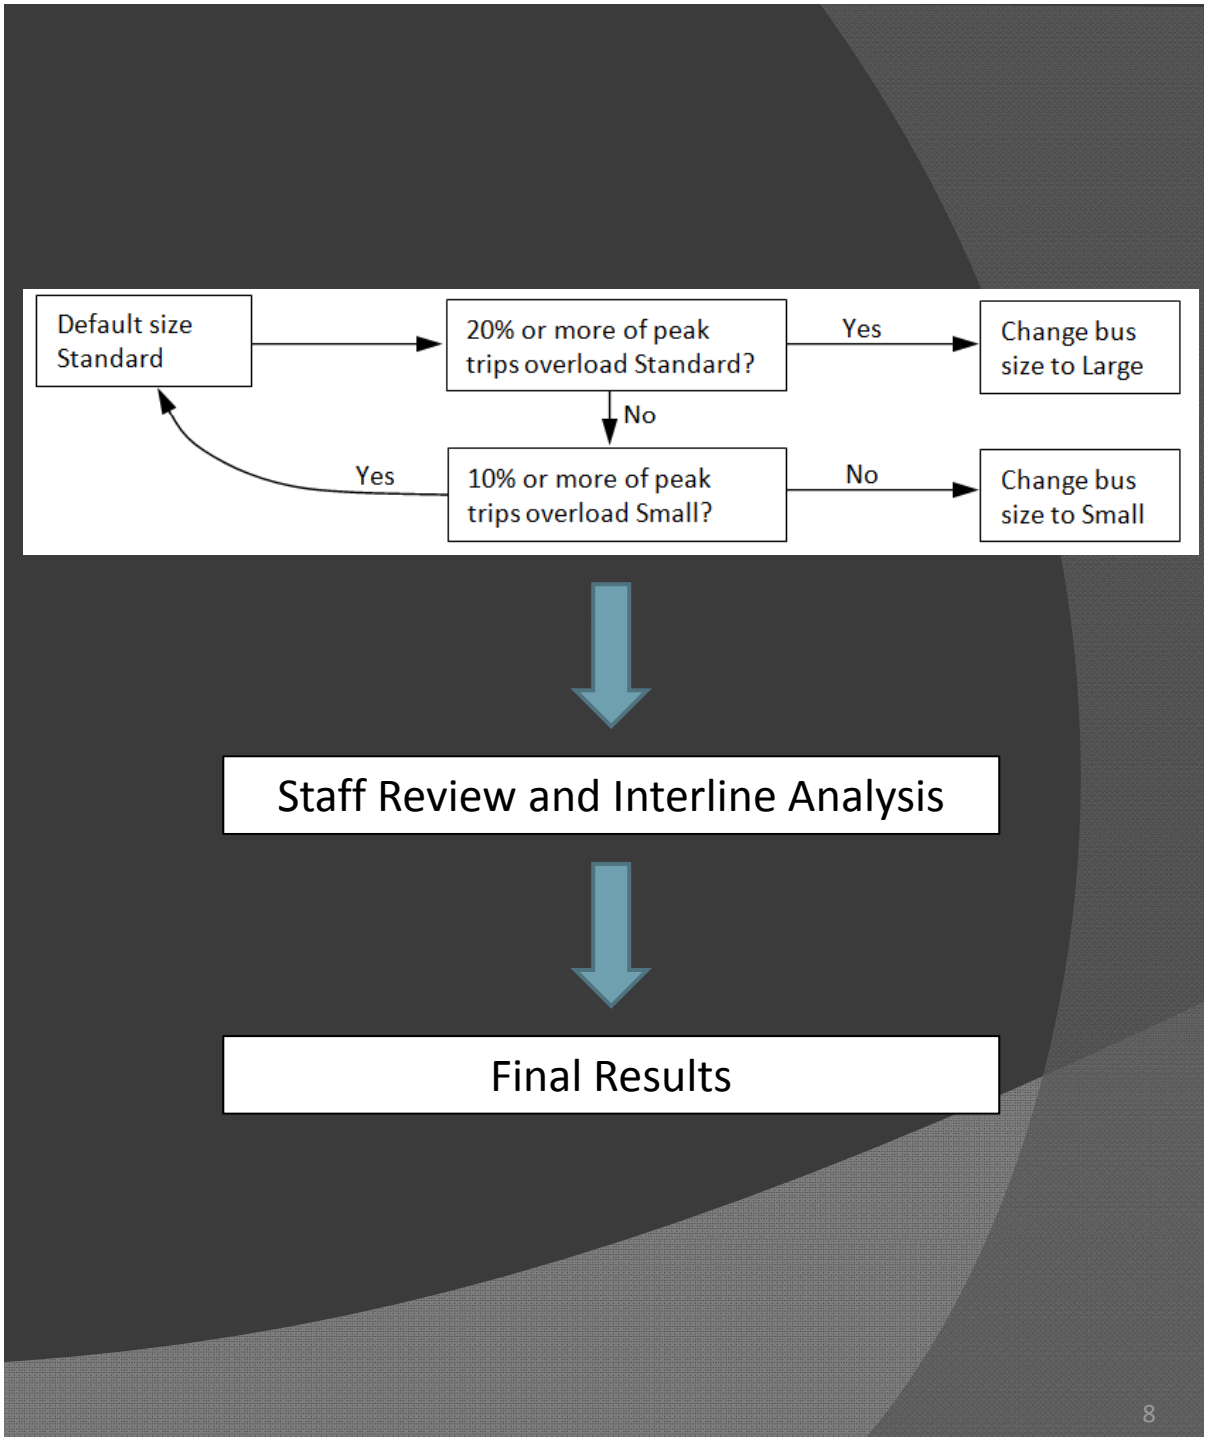 Default size
Standard
20% or more of peak
trips overload Standard?
Yes
Change bus
size to Large
No
Yes
10% or more of peak
trips overload Small?
No
Change bus
size to Small
Staff Review and Interline Analysis
Final Results
8